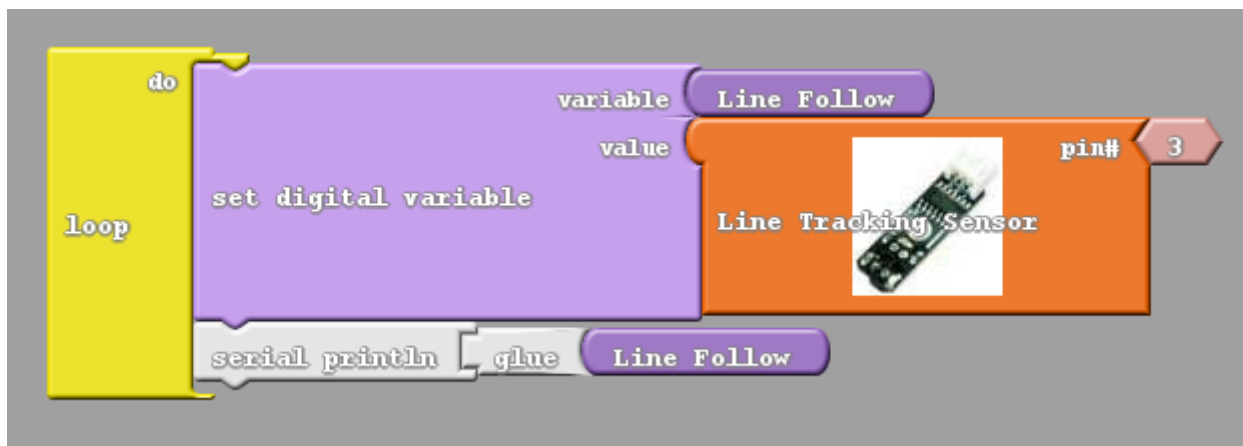 do
variable Line Follow
value pin# 3
set digital variable
loop Line Tracking Sensor
serial println glue Line Follow